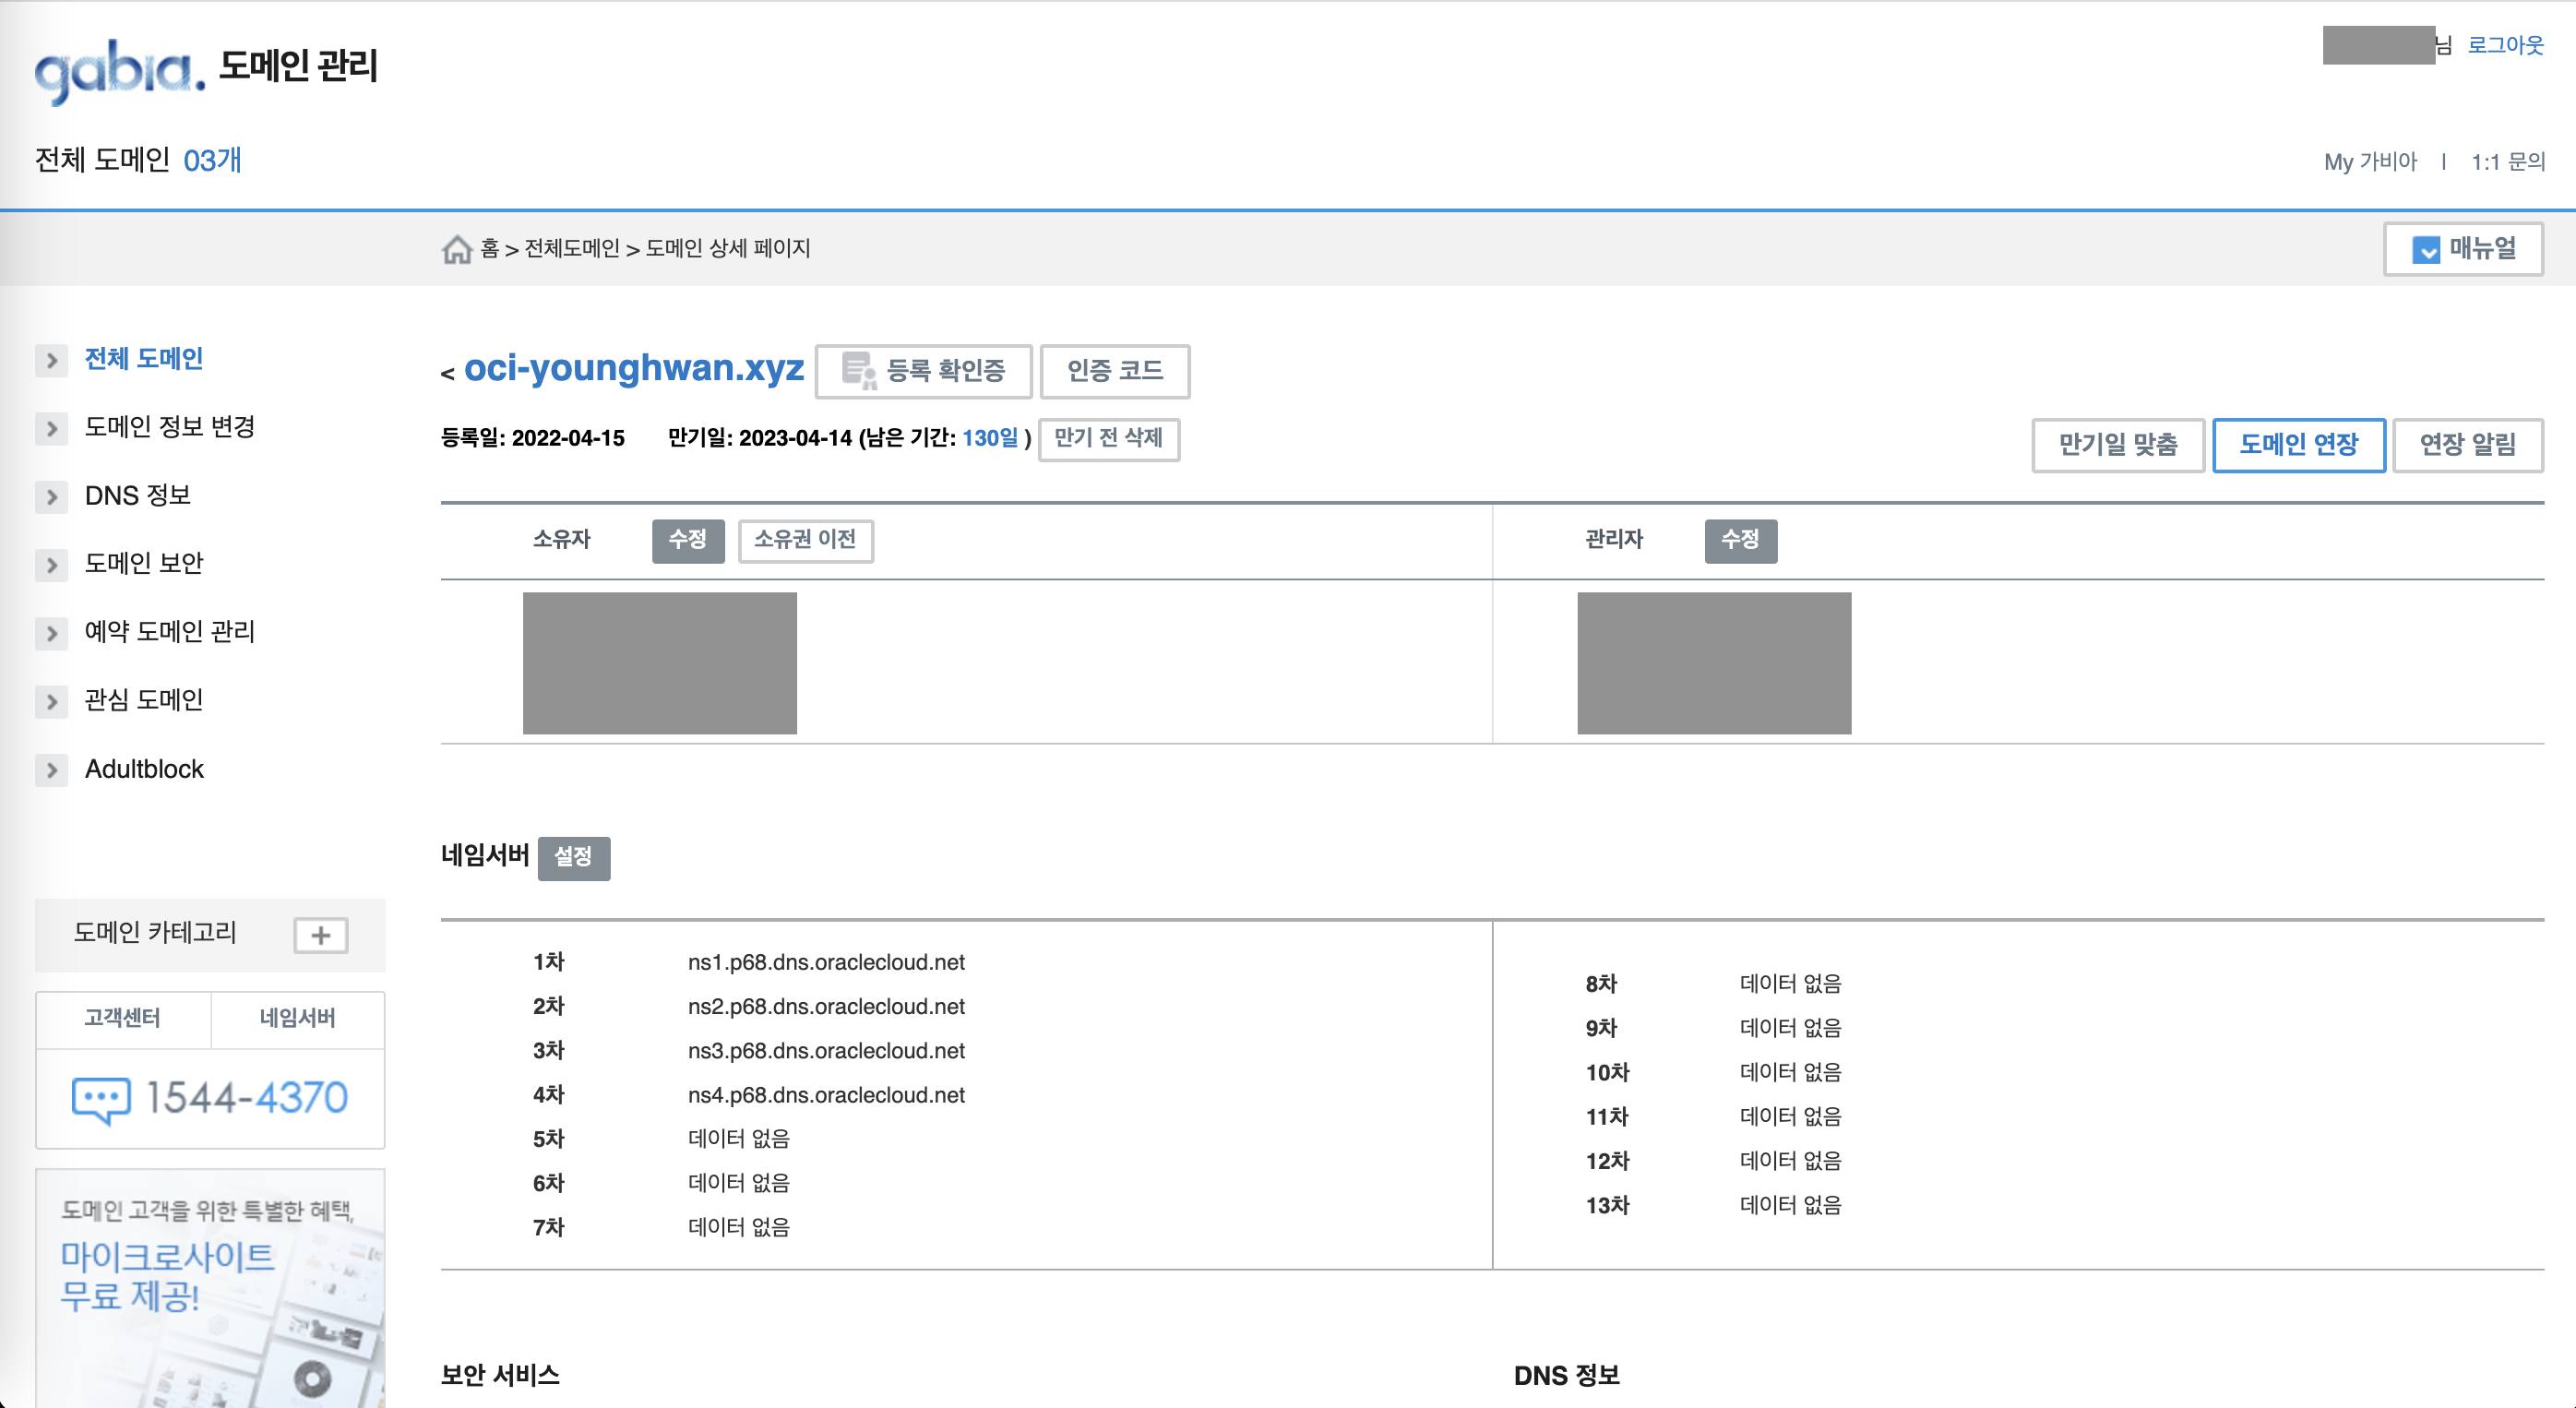 gabia. 도메인 관리
님 로그아웃
전체 도메인 03개
My 가비아 | 1:1 문의
홈 > 전체도메인 > 도메인 상세 페이지
매뉴얼
전체 도메인
도메인 정보 변경
DNS 정보
도메인 보안
예약 도메인 관리
관심 도메인
Adultblock
도메인 카테고리 +
고객센터 네임서버
1544-4370
도메인 고객을 위한 특별한 혜택,
마이크로사이트
무료 제공!
< oci-younghwan.xyz 등록 확인증 인증 코드
등록일: 2022-04-15 만기일: 2023-04-14 (남은 기간: 130일 ) 만기 전 삭제
만기일 맞춤 도메인 연장 연장 알림
소유자 수정 소유권 이전
관리자 수정
네임서버 설정
1차 ns1.p68.dns.oraclecloud.net
2차 ns2.p68.dns.oraclecloud.net
3차 ns3.p68.dns.oraclecloud.net
4차 ns4.p68.dns.oraclecloud.net
5차 데이터 없음
6차 데이터 없음
7차 데이터 없음
8차 데이터 없음
9차 데이터 없음
10차 데이터 없음
11차 데이터 없음
12차 데이터 없음
13차 데이터 없음
보안 서비스
DNS 정보